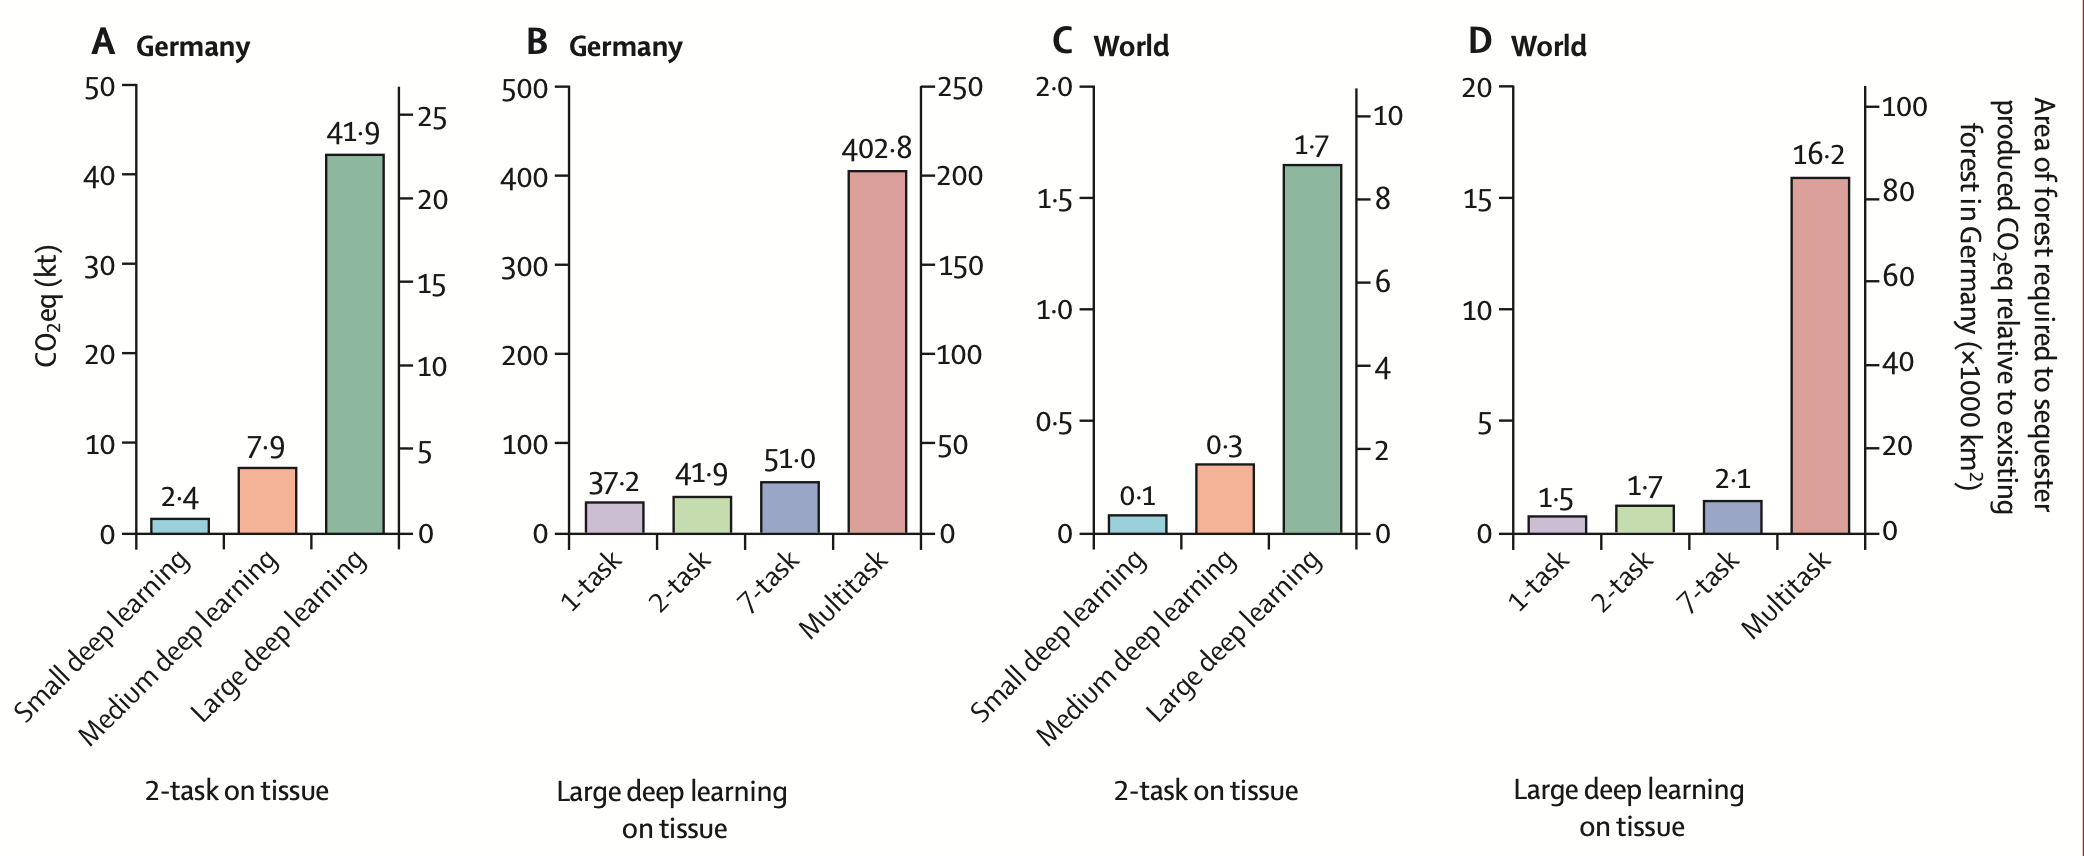 A Germany
CO₂eq (kt)
50
40
30
20
10
0
2·4
7·9
41·9
25
20
15
10
5
0
Small deep learning
Medium deep learning
Large deep learning
2-task on tissue
B Germany
500
400
300
200
100
0
37·2
41·9
51·0
402·8
250
200
150
100
50
0
1-task
2-task
7-task
Multitask
Large deep learning
on tissue
C World
2·0
1·5
1·0
0·5
0
0·1
0·3
1·7
10
8
6
4
2
0
Small deep learning
Medium deep learning
Large deep learning
2-task on tissue
D World
20
15
10
5
0
1·5
1·7
2·1
16·2
100
80
60
40
20
0
1-task
2-task
7-task
Multitask
Large deep learning
on tissue
Area of forest required to sequester
produced CO₂eq relative to existing
forest in Germany (×1000 km²)